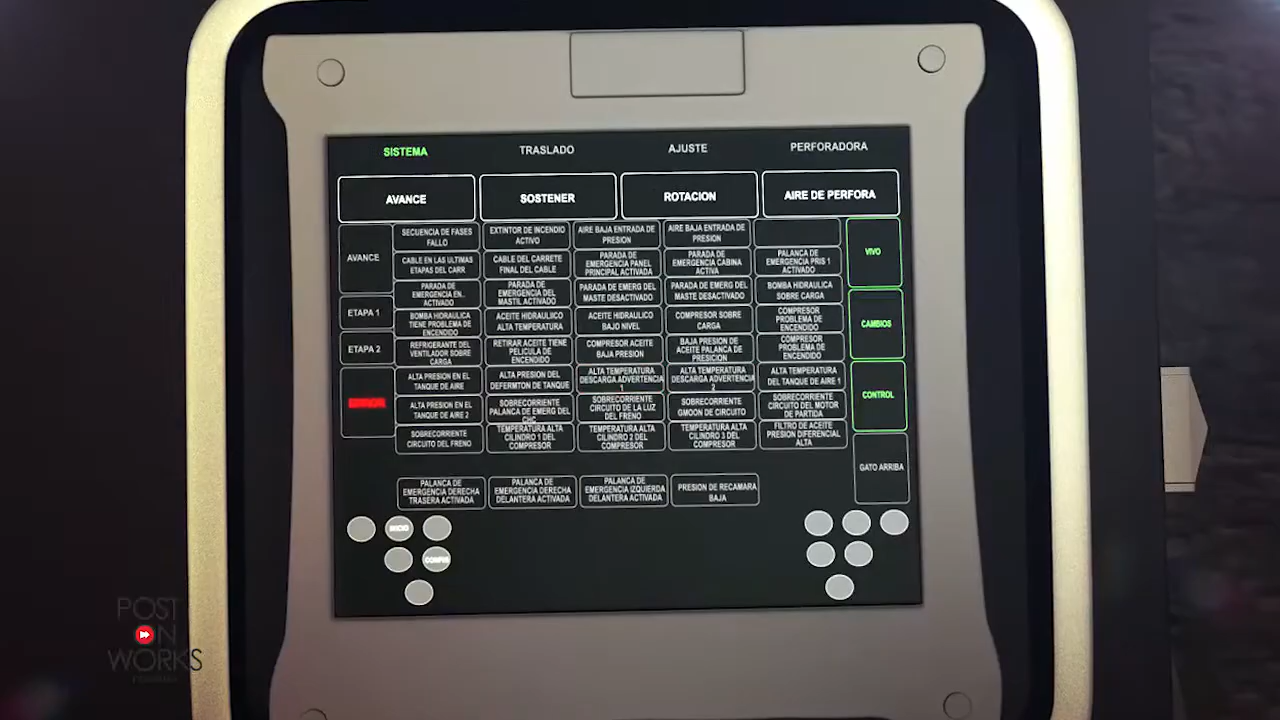 SISTEMA
TRASLADO
AJUSTE
PERFORADORA
AVANCE
SOSTENER
ROTACION
AIRE DE PERFORA
AVANCE
ETAPA 1
ETAPA 2
SECUENCIA DE FASES
FALLO
EXTINTOR DE INCENDIO
ACTIVO
AIRE BAJA ENTRADA DE
PRESION
AIRE BAJA ENTRADA DE
PRESION
CABLE EN LAS ULTIMAS
ETAPAS DEL CARR
CABLE DEL CARRETE
FINAL DEL CABLE
PARADA DE
EMERGENCIA PANEL
PRINCIPAL ACTIVADA
PARADA DE
EMERGENCIA CABINA
ACTIVA
PALANCA DE
EMERGENCIA PRIS 1
ACTIVADO
PARADA DE
EMERGENCIA EN..
ACTIVADO
PARADA DE
EMERGENCIA DEL
MASTIL ACTIVADO
PARADA DE EMERG DEL
MASTE DESACTIVADO
PARADA DE EMERG DEL
MASTE DESACTIVADO
BOMBA HIDRAULICA
SOBRE CARGA
BOMBA HIDRAULICA
TIENE PROBLEMA DE
ENCENDIDO
ACEITE HIDRAULICO
ALTA TEMPERATURA
ACEITE HIDRAULICO
BAJO NIVEL
COMPRESOR SOBRE
CARGA
COMPRESOR
PROBLEMA DE
ENCENDIDO
REFRIGERANTE DEL
VENTILADOR SOBRE
CARGA
RETIRAR ACEITE TIENE
PELICULA DE
ENCENDIDO
COMPRESOR ACEITE
BAJA PRESION
BAJA PRESION DE
ACEITE PALANCA DE
PRESICION
COMPRESOR
PROBLEMA DE
ENCENDIDO
ALTA PRESION EN EL
TANQUE DE AIRE
ALTA PRESION DEL
DEFERMTON DE TANQUE
ALTA TEMPERATURA
DESCARGA ADVERTENCIA
1
ALTA TEMPERATURA
DESCARGA ADVERTENCIA
2
ALTA TEMPERATURA
DEL TANQUE DE AIRE 1
ALTA PRESION EN EL
TANQUE DE AIRE 2
SOBRECORRIENTE
PALANCA DE EMERG DEL
CHC
SOBRECORRIENTE
CIRCUITO DE LA LUZ
DEL FRENO
SOBRECORRIENTE
GMOON DE CIRCUITO
SOBRECORRIENTE
CIRCUITO DEL MOTOR
DE PARTIDA
SOBRECORRIENTE
CIRCUITO DEL FRENO
TEMPERATURA ALTA
CILINDRO 1 DEL
COMPRESOR
TEMPERATURA ALTA
CILINDRO 2 DEL
COMPRESOR
TEMPERATURA ALTA
CILINDRO 3 DEL
COMPRESOR
FILTRO DE ACEITE
PRESION DIFERENCIAL
ALTA
PALANCA DE
EMERGENCIA DERECHA
TRASERA ACTIVADA
PALANCA DE
EMERGENCIA DERECHA
DELANTERA ACTIVADA
PALANCA DE
EMERGENCIA IZQUIERDA
DELANTERA ACTIVADA
PRESION DE RECAMARA
BAJA
VIVO
CAMBIOS
CONTROL
GATO ARRIBA
INICIO
POST
ON
WORKS